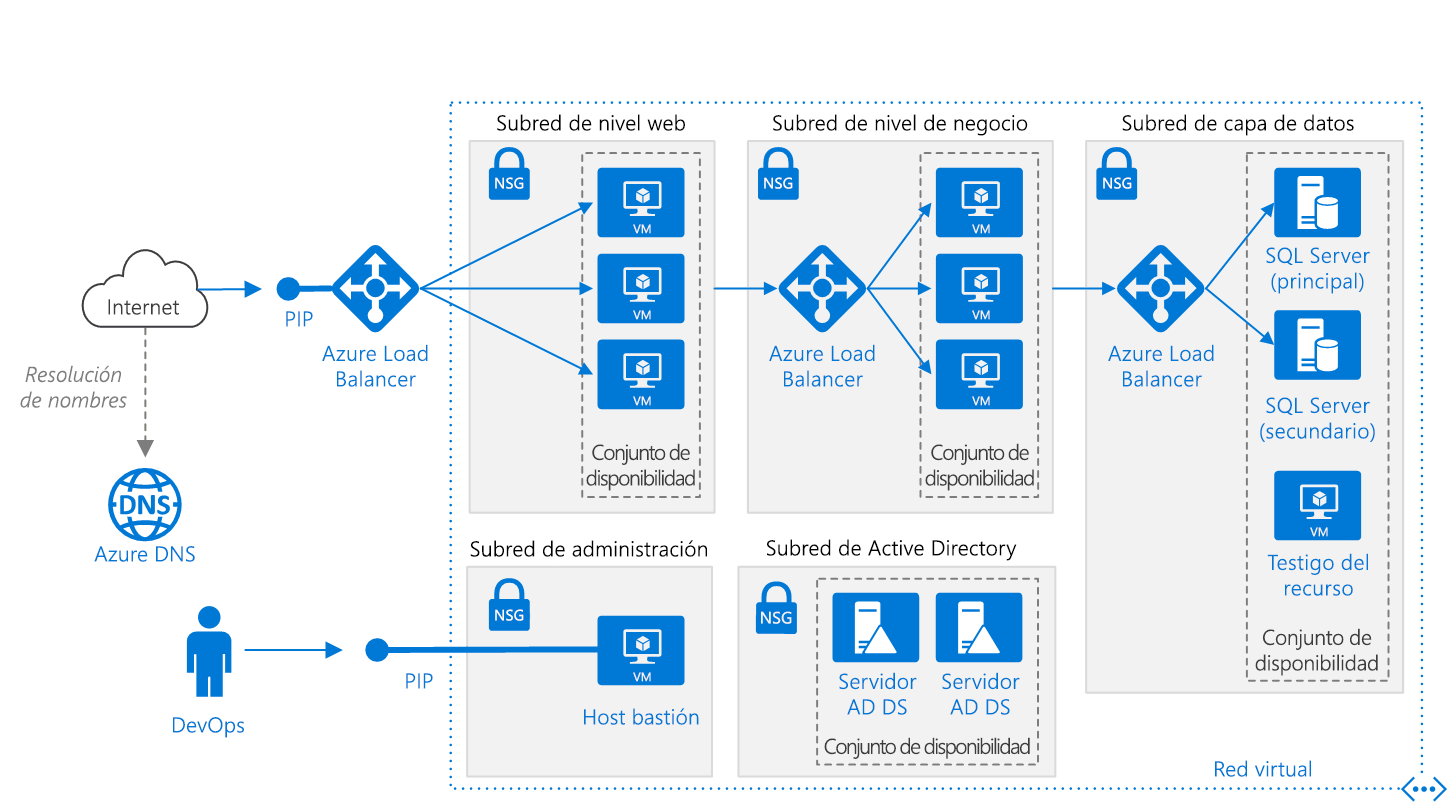 Subred de nivel web
Subred de nivel de negocio
Subred de capa de datos
NSG
NSG
NSG
VM
VM
VM
Conjunto de
disponibilidad
VM
VM
VM
Conjunto de
disponibilidad
SQL Server
(principal)
SQL Server
(secundario)
VM
Testigo del
recurso
Conjunto de
disponibilidad
Internet
PIP
Azure Load
Balancer
Azure Load
Balancer
Azure Load
Balancer
Resolución
de nombres
DNS
Azure DNS
Subred de administración
Subred de Active Directory
NSG
NSG
VM
Host bastión
PIP
DevOps
Servidor
AD DS
Servidor
AD DS
Conjunto de disponibilidad
Red virtual